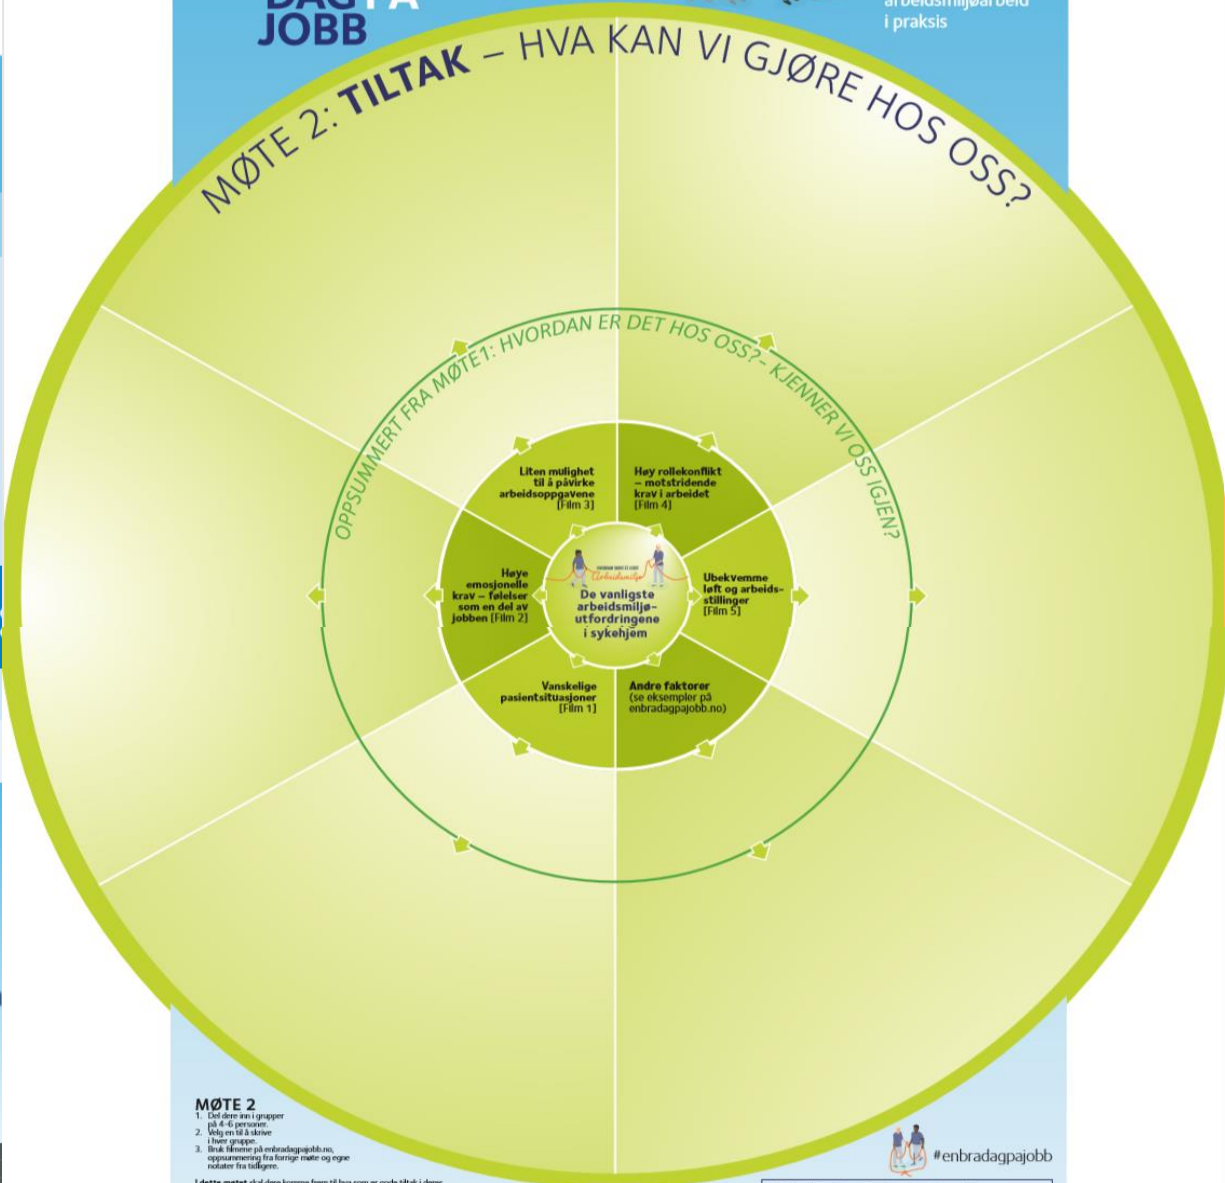 JOBB
arbeidsmiljøarbeid
i praksis
MØTE 2: TILTAK – HVA KAN VI GJØRE HOS OSS?
OPPSUMMERT FRA MØTE1: HVORDAN ER DET HOS OSS?- KJENNER VI OSS IGJEN?
Liten mulighet
til å påvirke
arbeidsoppgavene
[Film 3]
Høy rollekonflikt
– motstridende
krav i arbeidet
[Film 4]
Høye
emosjonelle
krav – følelser
som en del av
jobben [Film 2]
Arbeidsmiljø
De vanligste
arbeidsmiljø-
utfordringene
i sykehjem
Ubekvemme
løft og arbeids-
stillinger
[Film 5]
Vanskelige
pasientsituasjoner
[Film 1]
Andre faktorer
(se eksempler på
enbradagpajobb.no)
MØTE 2
1. Del dere inn i grupper
på 4-6 personer.
2. Velg en til å skrive
i hver gruppe.
3. Bruk filmene på enbradagpajobb.no,
oppsummering fra forrige møte og egne
notater fra tidligere.
#enbradagpajobb